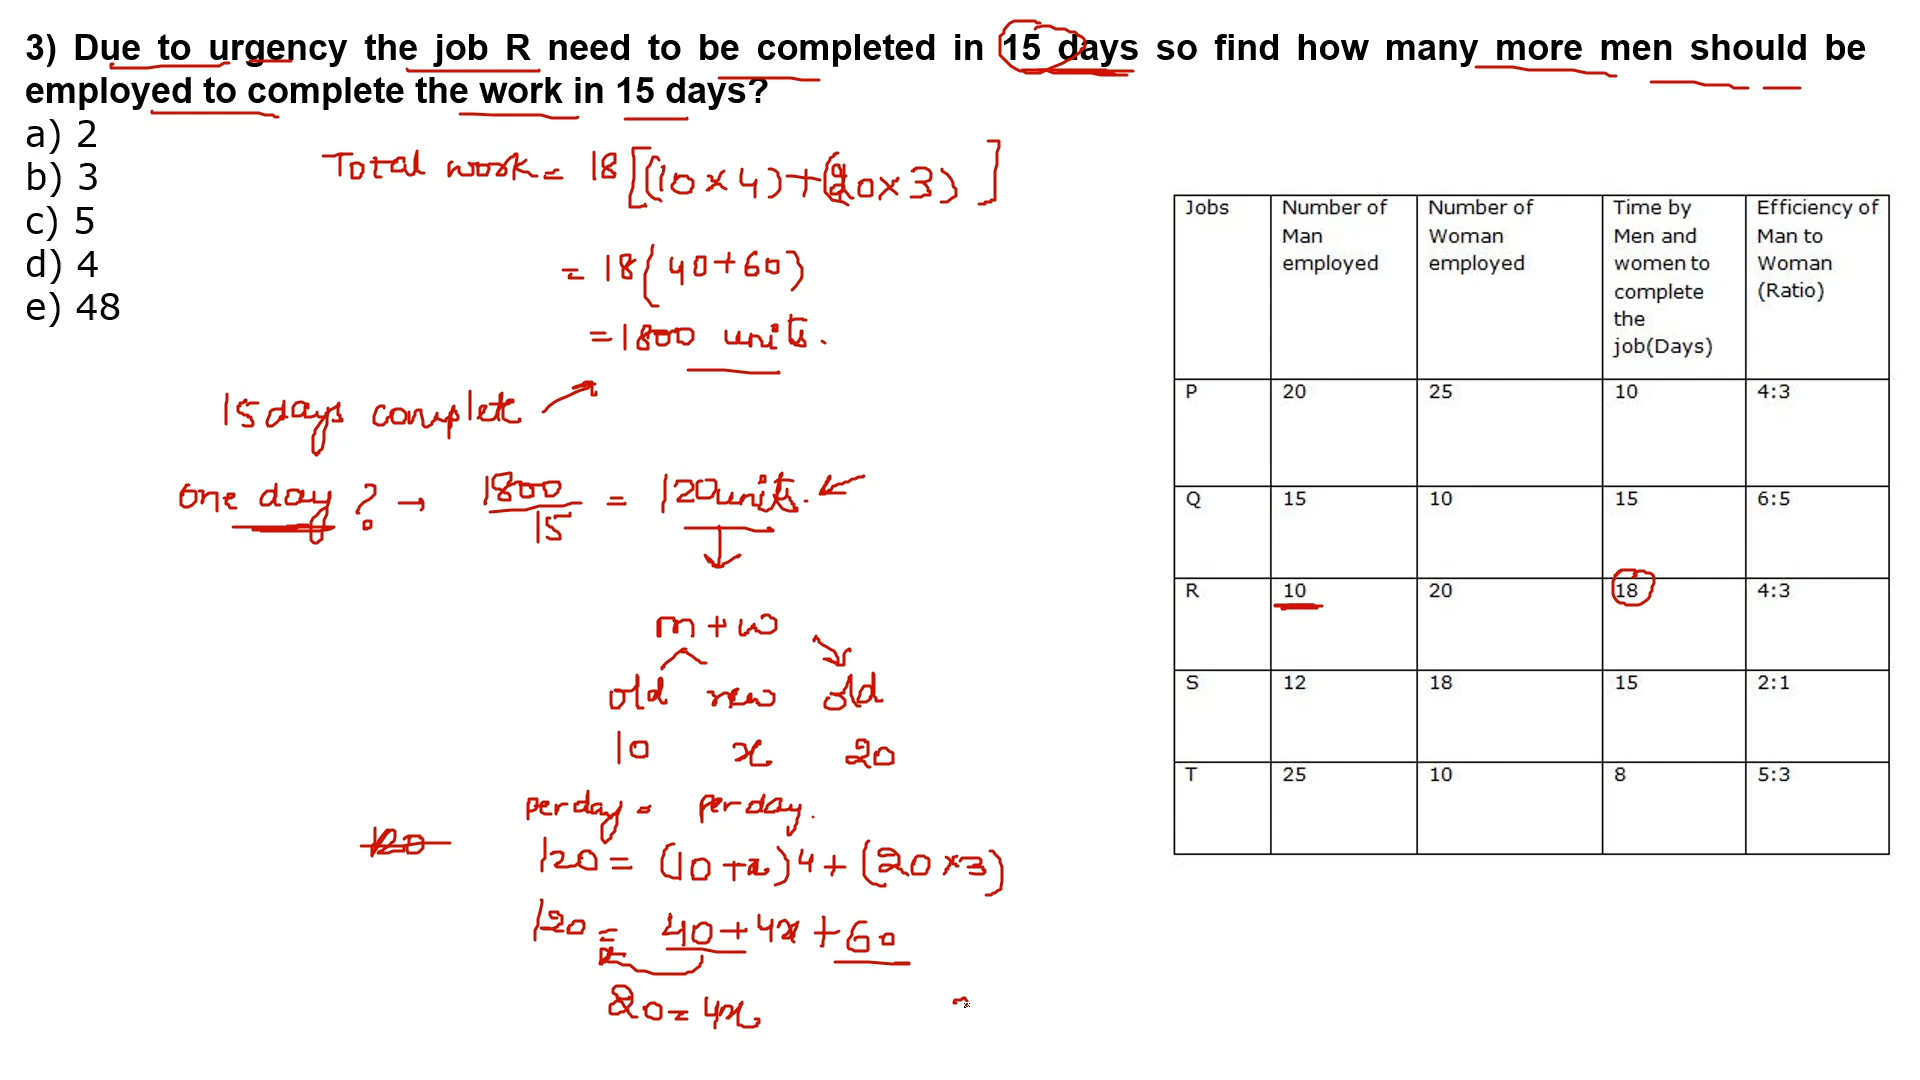 3) Due to urgency the job R need to be completed in 15 days so find how many more men should be
employed to complete the work in 15 days?
a) 2
b) 3
c) 5
d) 4
e) 48
Total work = 18 [(10 × 4) + (20 × 3)]
= 18 (40 + 60)
= 1800 units.
15 days complete
one day ? → 1800/15 = 120 units.
m + w
old new old
10 x 20
per day = per day.
120
120 = (10 + x) 4 + (20 × 3)
120 = 40 + 4x + 60
20 = 4x
Jobs Number of Man employed Number of Woman employed Time by Men and women to complete the job(Days) Efficiency of Man to Woman (Ratio)
P 20 25 10 4:3
Q 15 10 15 6:5
R 10 20 18 4:3
S 12 18 15 2:1
T 25 10 8 5:3